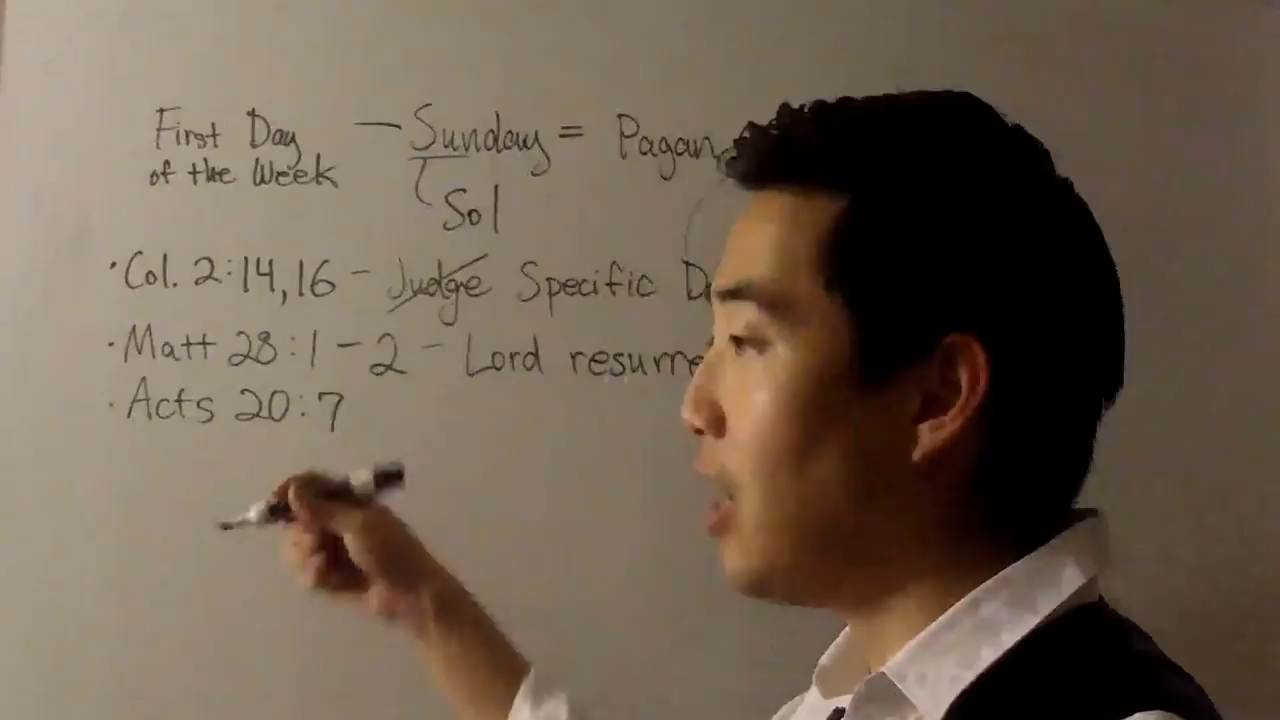 First Day — Sunday = Pagan
of the Week
Sol
· Col. 2:14,16 - Judge Specific
· Matt 28:1-2 - Lord
· Acts 20:7